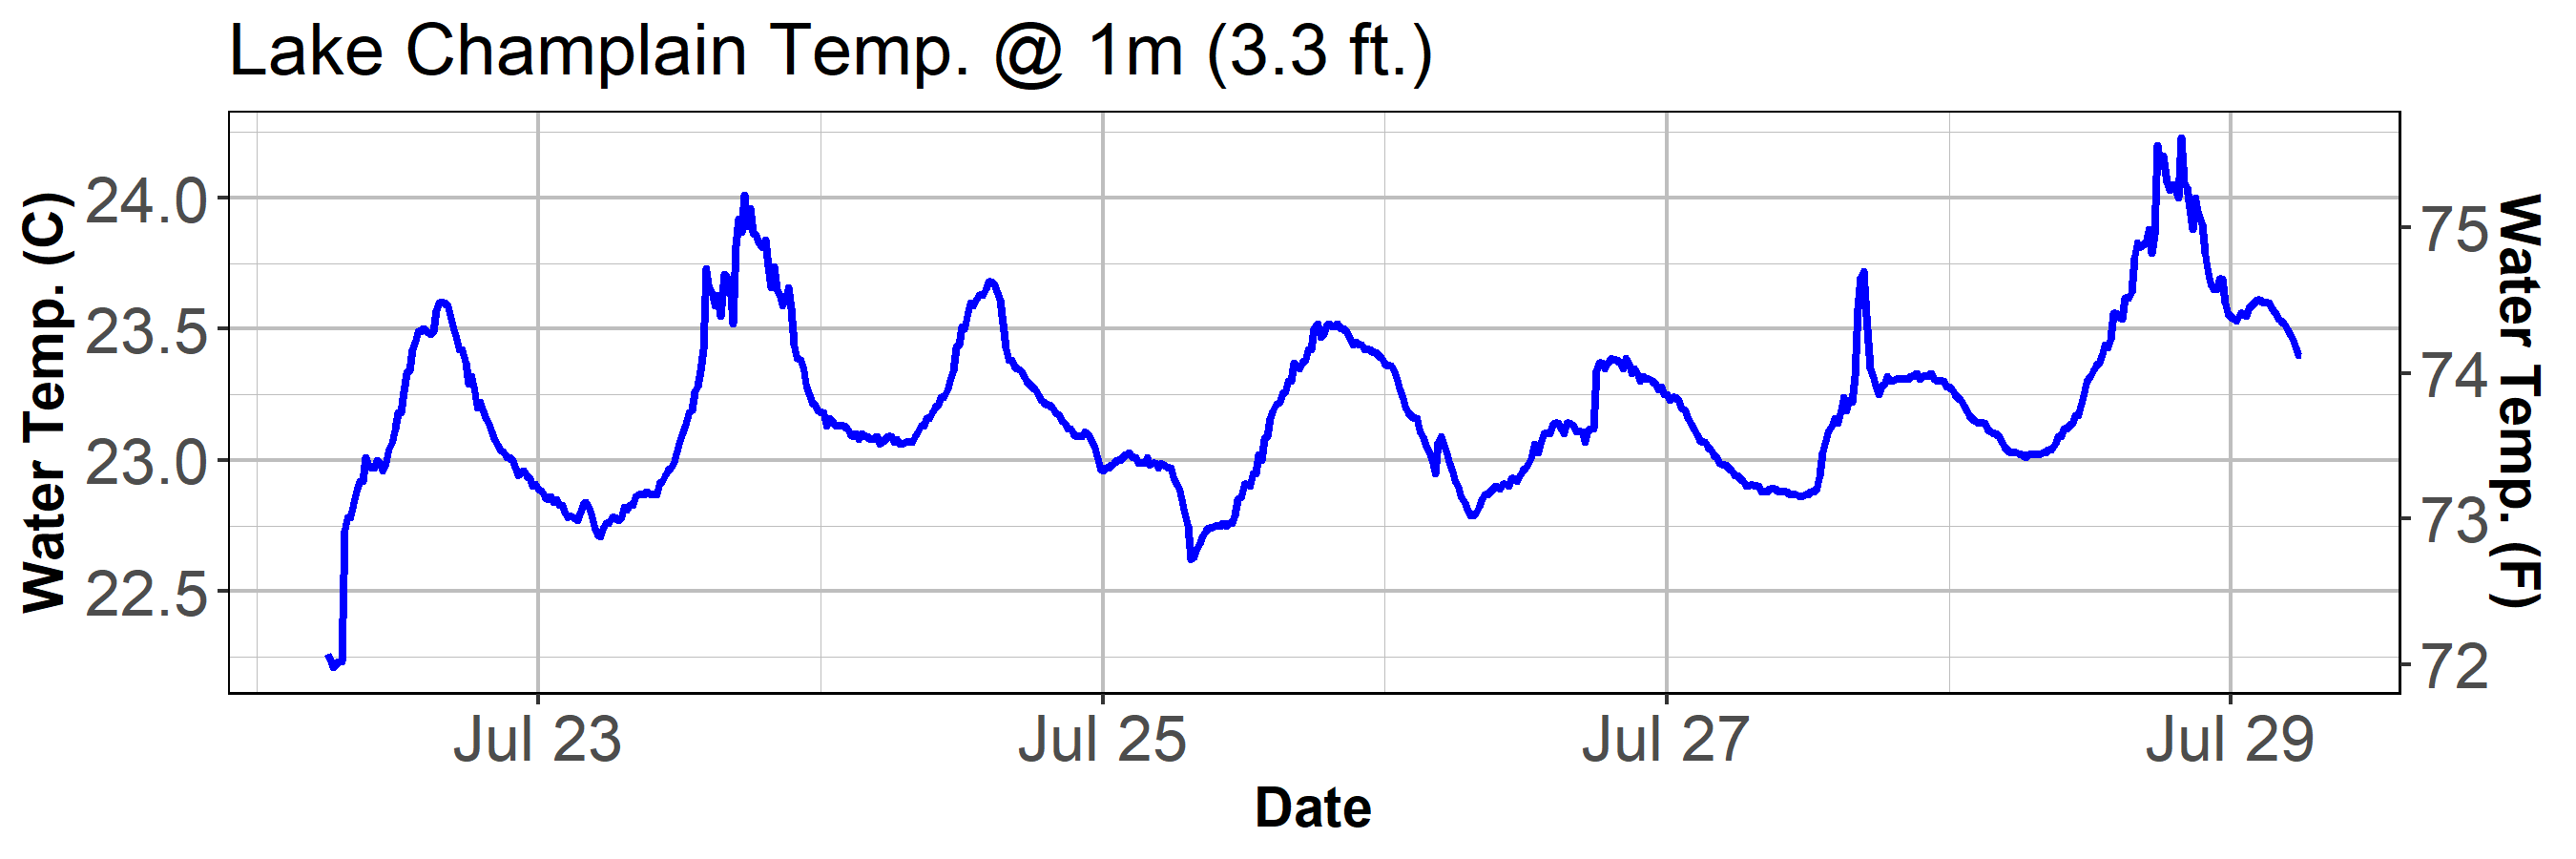 Lake Champlain Temp. @ 1m (3.3 ft.)
Water Temp. (C)
24.0
23.5
23.0
22.5
75
74
73
72
Water Temp. (F)
Jul 23 Jul 25 Jul 27 Jul 29
Date